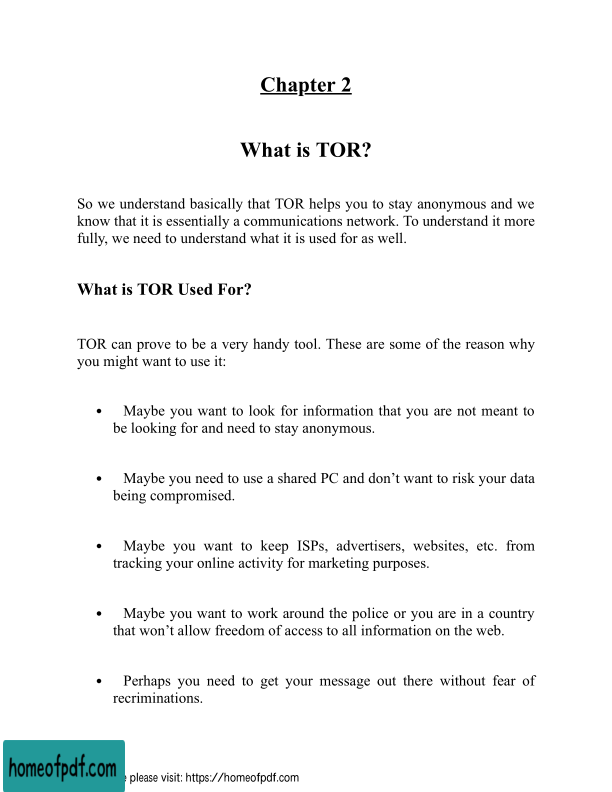 Chapter 2
What is TOR?
So we understand basically that TOR helps you to stay anonymous and we
know that it is essentially a communications network. To understand it more
fully, we need to understand what it is used for as well.
What is TOR Used For?
TOR can prove to be a very handy tool. These are some of the reason why
you might want to use it:
• Maybe you want to look for information that you are not meant to
be looking for and need to stay anonymous.
• Maybe you need to use a shared PC and don’t want to risk your data
being compromised.
• Maybe you want to keep ISPs, advertisers, websites, etc. from
tracking your online activity for marketing purposes.
• Maybe you want to work around the police or you are in a country
that won’t allow freedom of access to all information on the web.
• Perhaps you need to get your message out there without fear of
recriminations.
homeofpdf.com
please visit: https://homeofpdf.com